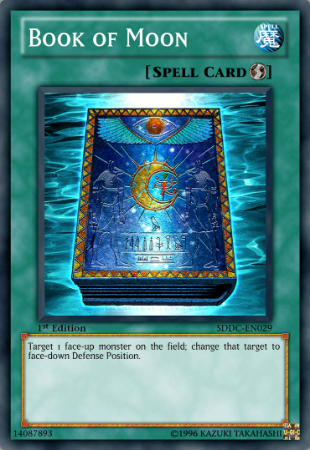 BOOK OF MOON
SPELL
魔
[SPELL CARD]
1st Edition
SDDC-EN029
Target 1 face-up monster on the field; change that target to
face-down Defense Position.
14087893
©1996 KAZUKI TAKAHASHI